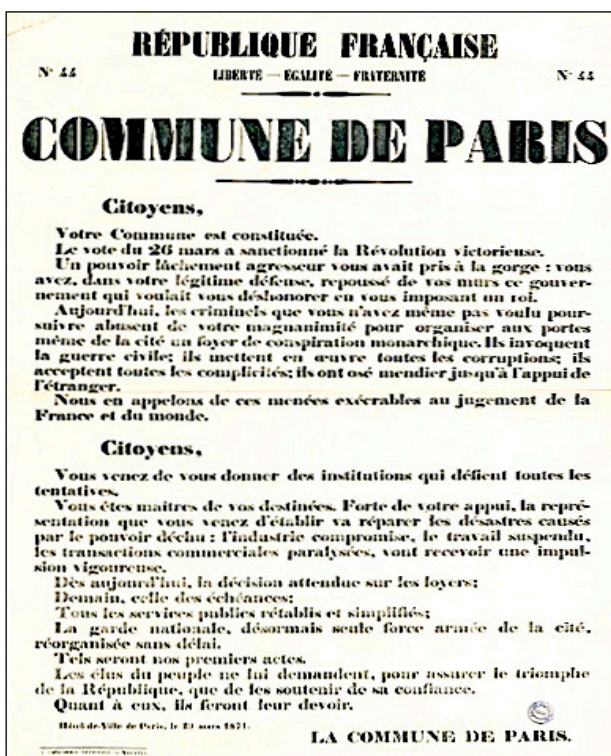 RÉPUBLIQUE FRANÇAISE
N° 44 LIBERTÉ — EGALITÉ — FRATERNITÉ N° 44
COMMUNE DE PARIS
Citoyens,
Votre Commune est constituée.
Le vote du 26 mars a sanctionné la Révolution victorieuse.
Un pouvoir lâchement agresseur vous avait pris à la gorge : vous
avez, dans votre légitime défense, repoussé de vos murs ce gouver-
nement qui voulait vous déshonorer en vous imposant un roi.
Aujourd'hui, les criminels que vous n'avez même pas voulu pour-
suivre abusent de votre magnanimité pour organiser aux portes
même de la cité un foyer de conspiration monarchique. Ils invoquent
la guerre civile; ils mettent en œuvre toutes les corruptions; ils
acceptent toutes les complicités; ils ont osé mendier jusqu'à l'appui de
l'étranger.
Nous en appelons de ces menées exécrables au jugement de la
France et du monde.
Citoyens,
Vous venez de vous donner des institutions qui défient toutes les
tentatives.
Vous êtes maîtres de vos destinées. Forte de votre appui, la repré-
sentation que vous venez d'établir va réparer les désastres causés
par le pouvoir déchu : l'industrie compromise, le travail suspendu,
les transactions commerciales paralysées, vont recevoir une impul-
sion vigoureuse.
Dès aujourd'hui, la décision attendue sur les loyers;
Demain, celle des échéances;
Tous les services publics rétablis et simplifiés;
La garde nationale, désormais seule force armée de la cité,
réorganisée sans délai.
Tels seront nos premiers actes.
Les élus du peuple ne lui demandent, pour assurer le triomphe
de la République, que de les soutenir de sa confiance.
Quant à eux, ils feront leur devoir.
Hôtel-de-Ville de Paris, le 29 mars 1871.
LA COMMUNE DE PARIS.